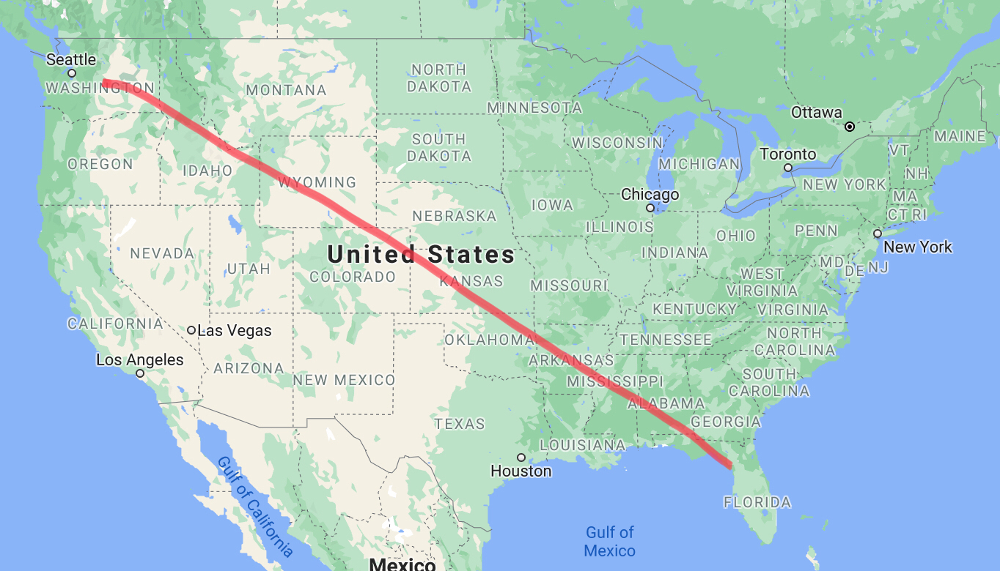 Seattle
WASHINGTON
MONTANA
NORTH
DAKOTA
MINNESOTA
Ottawa
SOUTH
DAKOTA
WISCONSIN
MICHIGAN
Toronto
MAINE
VT
OREGON
IDAHO
WYOMING
NH
NEW YORK
MA
Chicago
IOWA
NEBRASKA
CT RI
ILLINOIS
OHIO
PENN
New York
NEVADA
United States
INDIANA
MD
DE
NJ
UTAH
COLORADO
KANSAS
MISSOURI
WEST
VIRGINIA
KENTUCKY
VIRGINIA
CALIFORNIA
Las Vegas
OKLAHOMA
TENNESSEE
NORTH
CAROLINA
Los Angeles
ARIZONA
NEW MEXICO
ARKANSAS
MISSISSIPPI
SOUTH
CAROLINA
ALABAMA
TEXAS
GEORGIA
LOUISIANA
Houston
Gulf of California
FLORIDA
Gulf of
Mexico
Mexico